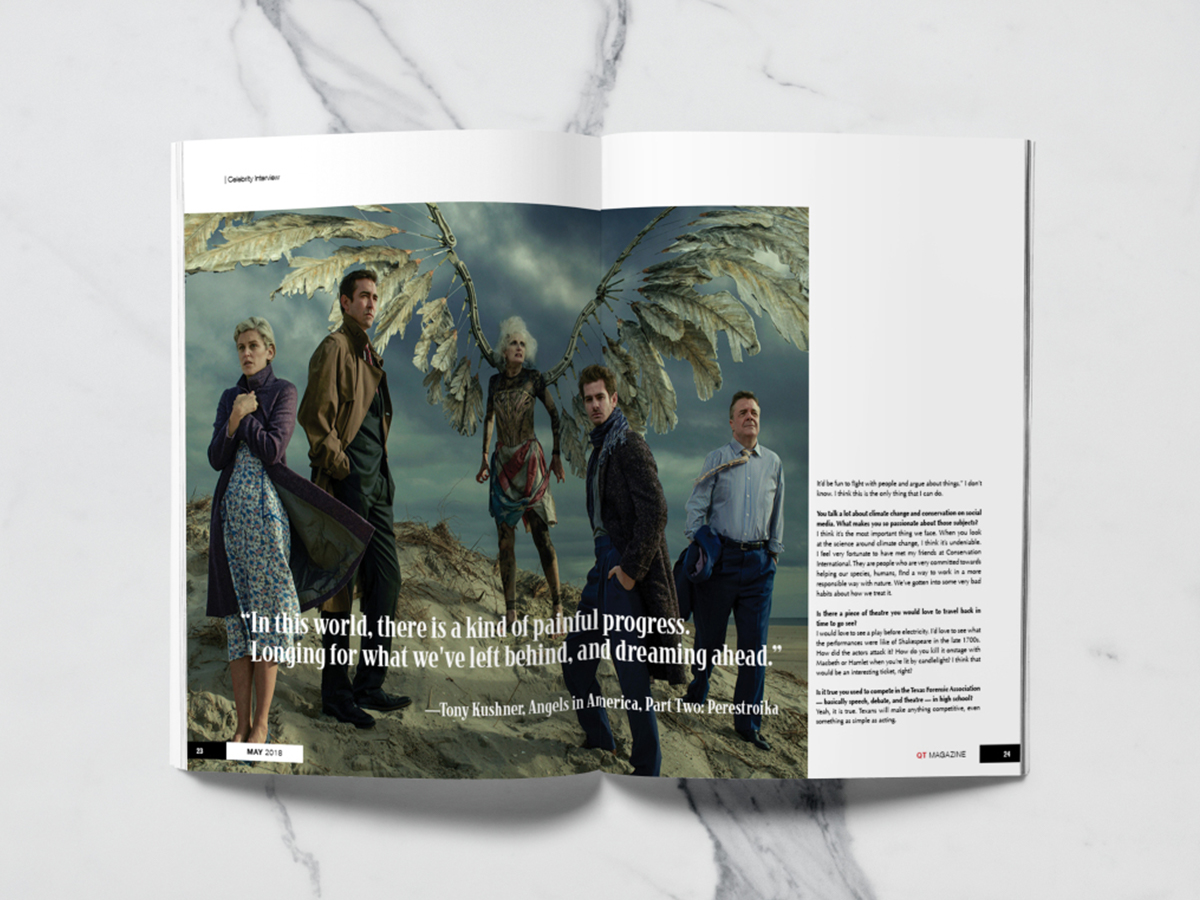 | Celebrity Interview
“In this world, there is a kind of painful progress.
Longing for what we've left behind, and dreaming ahead.”
—Tony Kushner, Angels in America, Part Two: Perestroika
23
MAY 2018
It'd be fun to fight with people and argue about things." I don't
know. I think this is the only thing that I can do.
You talk a lot about climate change and conservation on social
media. What makes you so passionate about those subjects?
I think it's the most important thing we face. When you look
at the science around climate change, I think it's undeniable.
I feel very fortunate to have met my friends at Conservation
International. They are people who are very committed towards
helping our species, humans, find a way to work in a more
responsible way with nature. We've gotten into some very bad
habits about how we treat it.
Is there a piece of theatre you would love to travel back in
time to go see?
I would love to see a play before electricity. I'd love to see what
the performances were like of Shakespeare in the late 1700s.
How did the actors attack it? How do you kill it onstage with
Macbeth or Hamlet when you're lit by candlelight? I think that
would be an interesting ticket, right?
Is it true you used to compete in the Texas Forensic Association
— basically speech, debate, and theatre — in high school?
Yeah, it is true. Texans will make anything competitive, even
something as simple as acting.
QT MAGAZINE
24